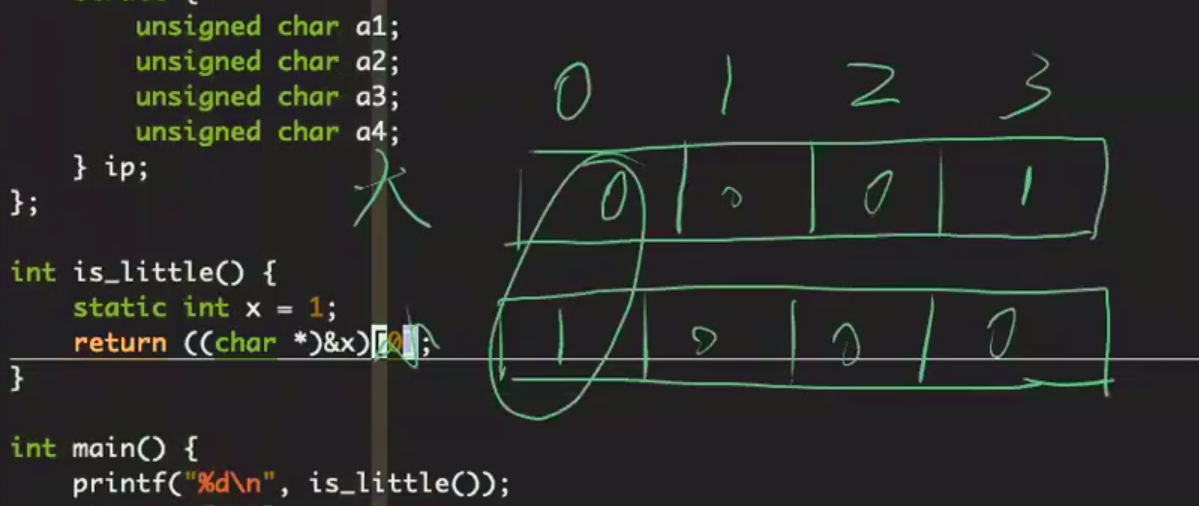 unsigned char a1;
unsigned char a2;
unsigned char a3;
unsigned char a4;
} ip;
};
int is_little() {
static int x = 1;
return ((char *)&x)[0];
}
int main() {
printf("%d\n", is_little());
0 1 2 3
大 0 0 0 1
小 1 0 0 0